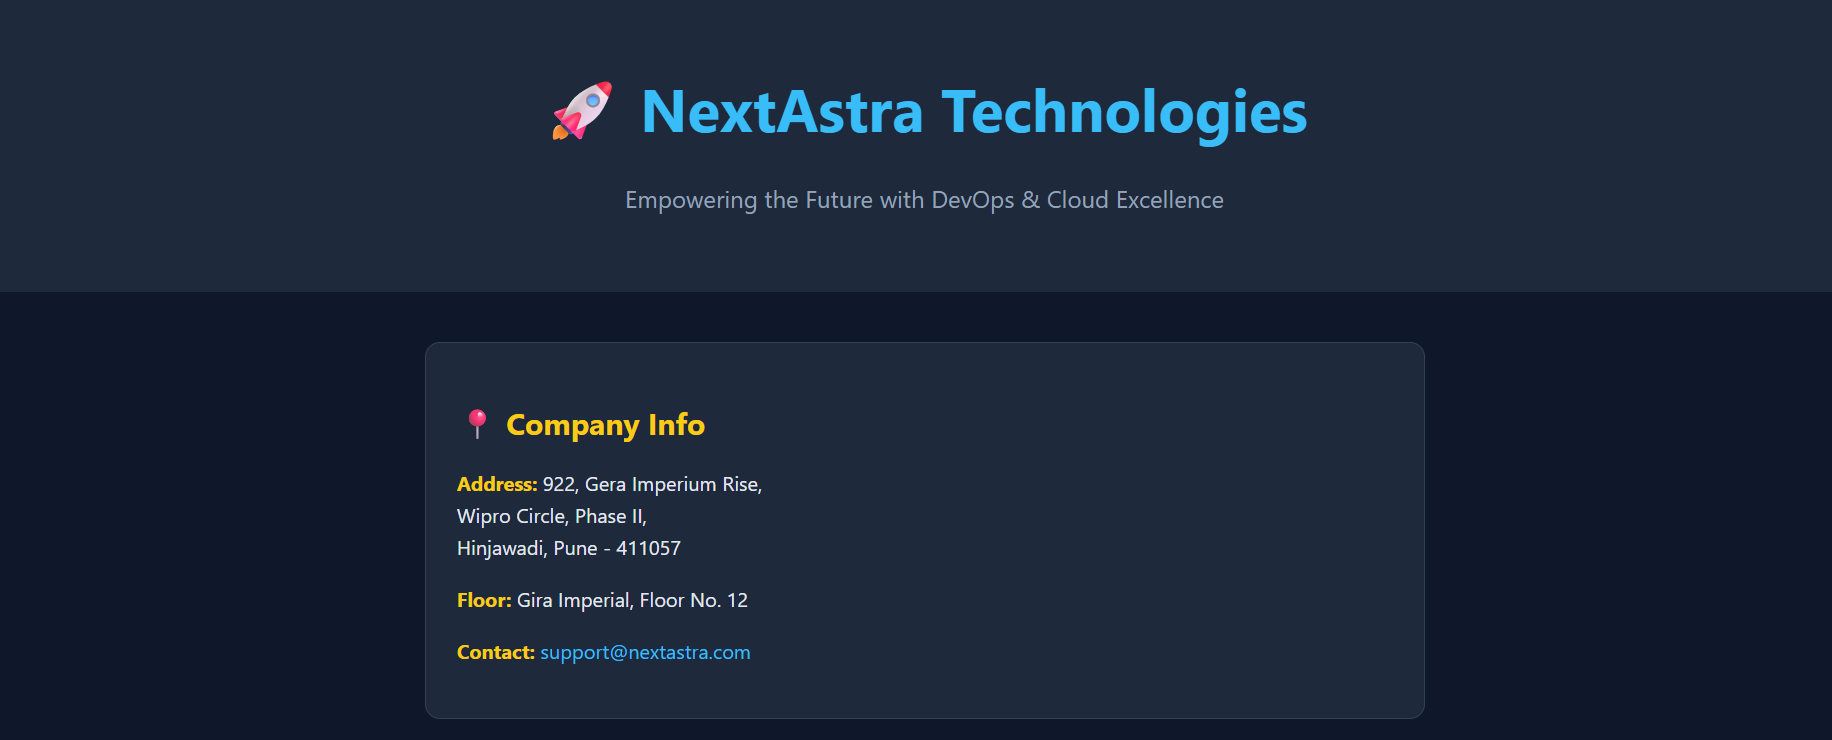 🚀 NextAstra Technologies
Empowering the Future with DevOps & Cloud Excellence
📍 Company Info
Address: 922, Gera Imperium Rise,
Wipro Circle, Phase II,
Hinjawadi, Pune - 411057
Floor: Gira Imperial, Floor No. 12
Contact: support@nextastra.com